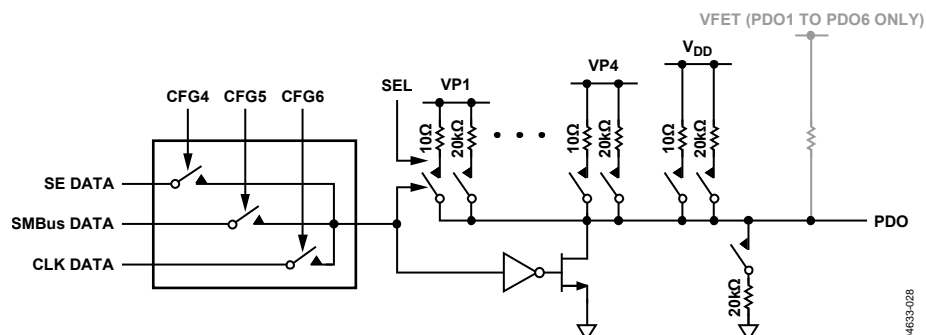 VFET (PDO1 TO PDO6 ONLY)
VDD
VP4
SEL
VP1
CFG4 CFG5 CFG6
10Ω
20kΩ
10Ω
20kΩ
10Ω
20kΩ
SE DATA
SMBus DATA
PDO
CLK DATA
20kΩ
04633-028